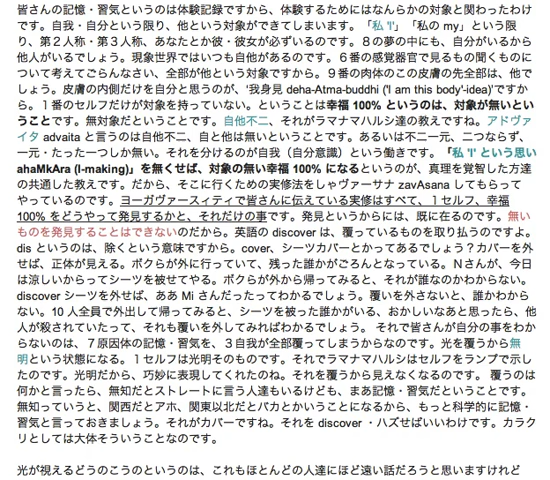 皆さんの記憶・習気というのは体験記録ですから、体験するためにはなんらかの対象と関わったわけ
です。自我・自分という限り、他という対象ができてしまいます。「私 'I'」「私の my」という限
り、第２人称・第３人称、あなたとか彼・彼女が必ずいるのです。８の夢の中にも、自分がいるから
他人がいるでしょう。現象世界ではいつも自他があるのです。６番の感覚器官で見るもの聞くものに
ついて考えてごらんなさい、全部が他という対象ですから。９番の肉体のこの皮膚の先全部は、他で
しょう。皮膚の内側だけを自分と思うのが、'我身見 deha-Atma-buddhi ('I am this body'-idea)'ですか
ら。１番のセルフだけが対象を持っていない。ということは幸福 100% というのは、対象が無いという
ことです。無対象だということです。自他不二、それがラマナマハルシ達の教えですね。アドヴァ
イタ advaita と言うのは自他不二、自と他は無いということです。あるいは不二一元、二つならず、
一元・たった一つしか無い。それを分けるのが自我（自分意識）という働きです。「私 'I' という思い
ahaMkAra (I-making)」を無くせば、対象の無い幸福 100% になるというのが、真理を覚智した方達
の共通した教えです。だから、そこに行くための実修法をしゃヴァーサナ zavAsana してもらって
やっているのです。ヨーガヴァースィティで皆さんに伝えている実修はすべて、１セルフ、幸福
100% をどうやって発見するかと、それだけの事です。発見というからには、既に在るのです。無い
ものを発見することはできないのだから。英語の discover は、覆っているものを取り払うのですよ。
dis というのは、除くという意味ですから。cover、シーツカバーとかってあるでしょう？カバーを外
せば、正体が見える。ボクらが外に行っていて、残った誰かがごろんとなっている。Ｎさんが、今日
は涼しいからってシーツを被せてやる。ボクらが外から帰ってみると、それが誰なのかわからない。
discover シーツを外せば、ああ Mi さんだったってわかるでしょう。覆いを外さないと、誰かわから
ない。10 人全員で外出して帰ってみると、シーツを被った誰かがいる、おかしいなあと思ったら、他
人が殺されていたって、それも覆いを外してみればわかるでしょう。 それで皆さんが自分の事をわか
らないのは、７原因体の記憶・習気を、３自我が全部覆ってしまうからなのです。光を覆うから無
明という状態になる。１セルフは光明そのものです。それでラマナマハルシはセルフをランプで示し
たのです。光明だから、巧妙に表現してくれたのね。それを覆うから見えなくなるのです。 覆うのは
何かと言ったら、無知だとストレートに言う人達もいるけども、まあ記憶・習気だということです。
無知っていうと、関西だとアホ、関東以北だとバカとかいうことになるから、もっと科学的に記憶・
習気と言っておきましょう。それがカバーですね。それを discover ・ハズせばいいわけです。カラク
リとしては大体そういうことなのです。
光が視えるどうのこうのというのは、これもほとんどの人達にほど遠い話だろうと思いますけれど